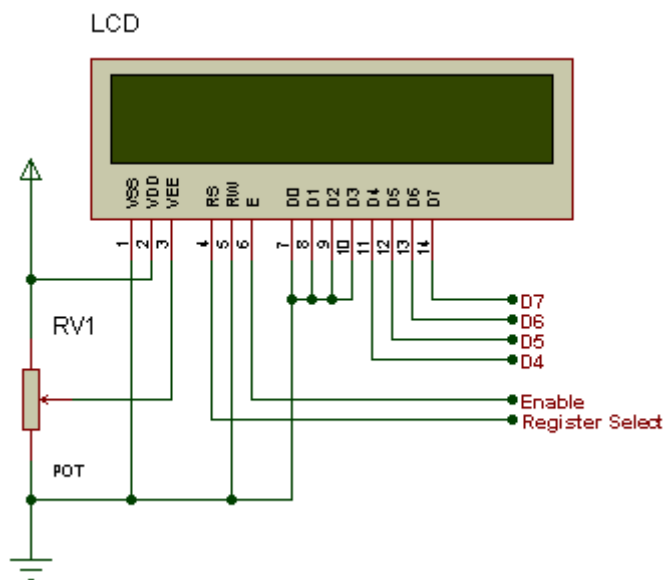 LCD
VSS VDD VEE RS RW E D0 D1 D2 D3 D4 D5 D6 D7
1 2 3 4 5 6 7 8 9 10 11 12 13 14
RV1
D7
D6
D5
D4
Enable
Register Select
POT